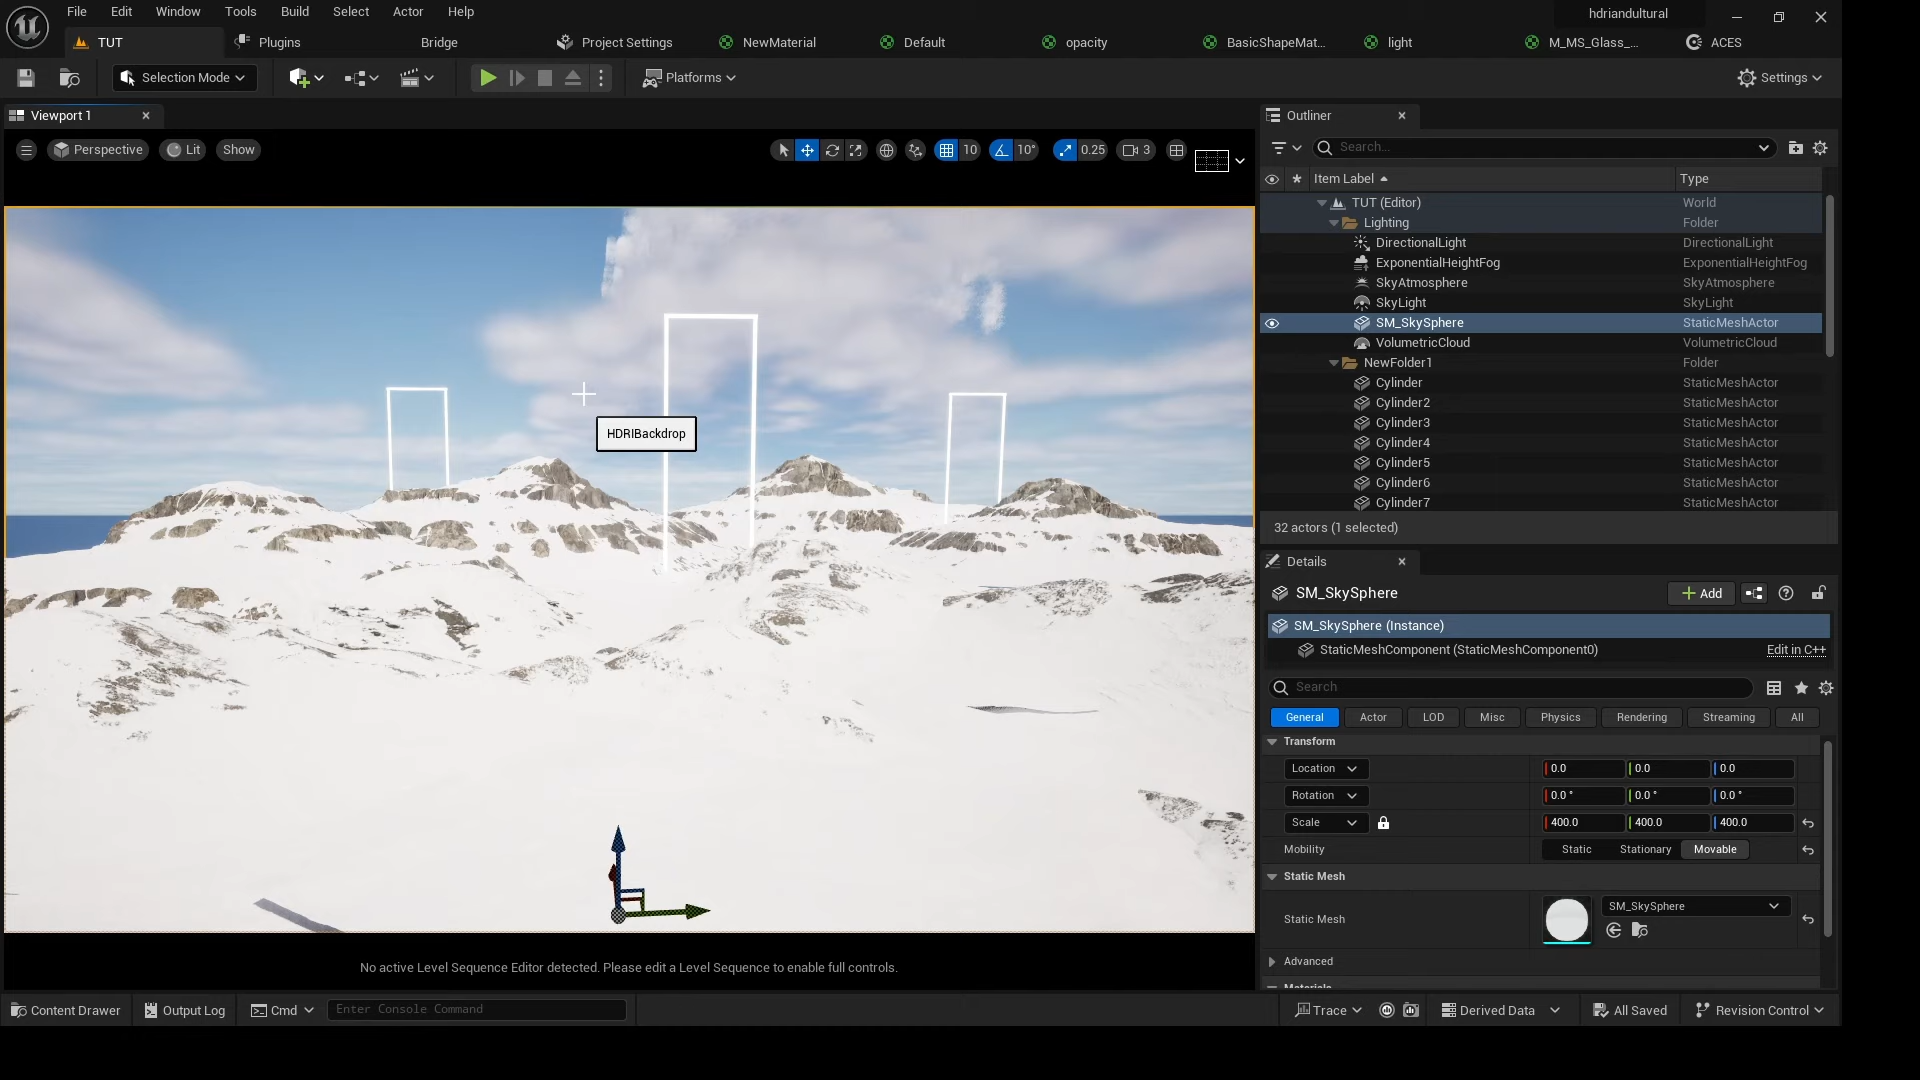 File Edit Window Tools Build Select Actor Help
hdriandultural
TUT
Plugins
Bridge
Project Settings
NewMaterial
Default
opacity
BasicShapeMat...
light
M_MS_Glass_...
ACES
Selection Mode
Platforms
Settings
Viewport 1
Perspective
Lit
Show
10
10°
0.25
3
HDRIBackdrop
No active Level Sequence Editor detected. Please edit a Level Sequence to enable full controls.
Outliner
Search...
Item Label Type
TUT (Editor) World
Lighting Folder
DirectionalLight DirectionalLight
ExponentialHeightFog ExponentialHeightFog
SkyAtmosphere SkyAtmosphere
SkyLight SkyLight
SM_SkySphere StaticMeshActor
VolumetricCloud VolumetricCloud
NewFolder1 Folder
Cylinder StaticMeshActor
Cylinder2 StaticMeshActor
Cylinder3 StaticMeshActor
Cylinder4 StaticMeshActor
Cylinder5 StaticMeshActor
Cylinder6 StaticMeshActor
Cylinder7 StaticMeshActor
32 actors (1 selected)
Details
SM_SkySphere
Add
SM_SkySphere (Instance)
StaticMeshComponent (StaticMeshComponent0) Edit in C++
Search
General Actor LOD Misc Physics Rendering Streaming All
Transform
Location 0.0 0.0 0.0
Rotation 0.0 ° 0.0 ° 0.0 °
Scale 400.0 400.0 400.0
Mobility Static Stationary Movable
Static Mesh
Static Mesh SM_SkySphere
Advanced
Materials
Content Drawer
Output Log
Cmd
Enter Console Command
Trace
Derived Data
All Saved
Revision Control